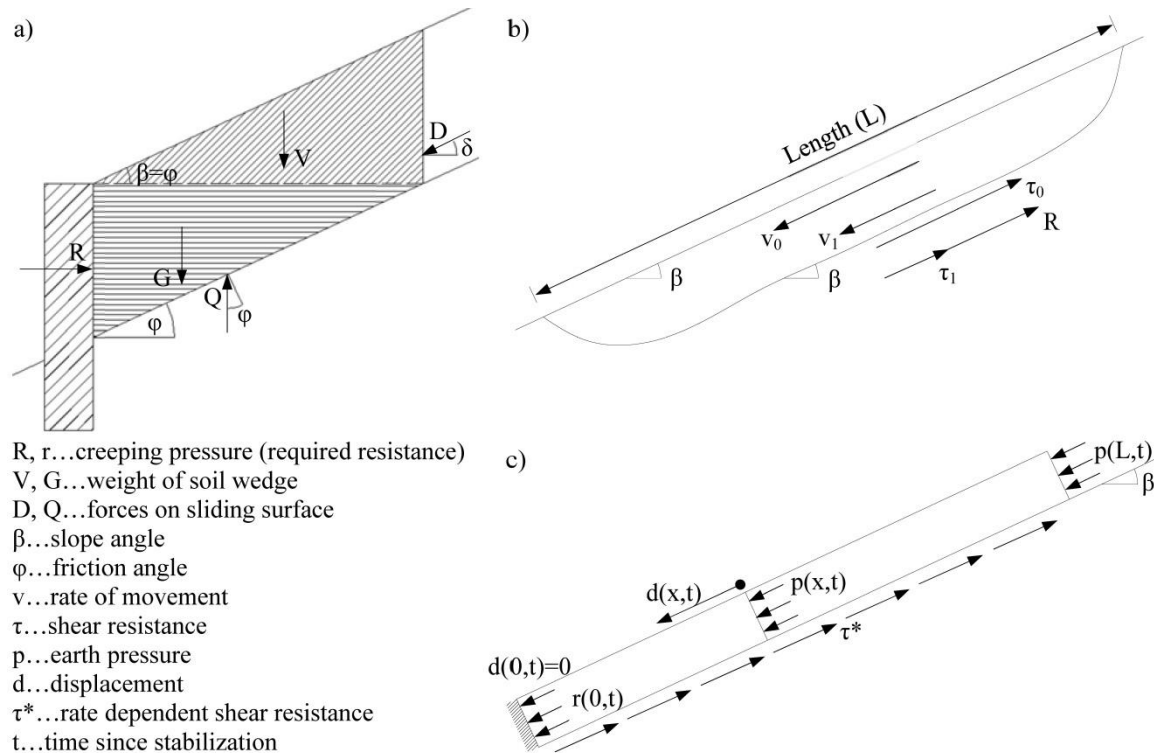 a)
V
D
δ
β=φ
R
G
Q
φ
φ
b)
Length (L)
v₀
v₁
τ₀
R
τ₁
β
β
R, r…creeping pressure (required resistance)
V, G…weight of soil wedge
D, Q…forces on sliding surface
β…slope angle
φ…friction angle
v…rate of movement
τ…shear resistance
p…earth pressure
d…displacement
τ*…rate dependent shear resistance
t…time since stabilization
c)
p(L,t)
β
d(x,t)
p(x,t)
τ*
d(0,t)=0
r(0,t)